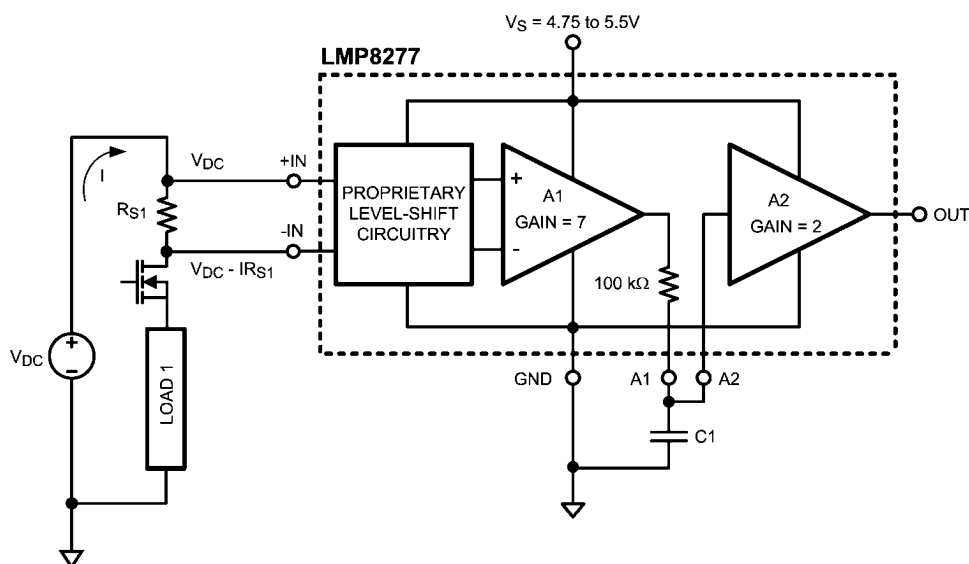 V_S = 4.75 to 5.5V
LMP8277
I
V_DC
+IN
R_S1
-IN
V_DC - IR_S1
PROPRIETARY
LEVEL-SHIFT
CIRCUITRY
+
-
A1
GAIN = 7
A2
GAIN = 2
OUT
100 kΩ
V_DC
+
-
LOAD 1
GND
A1
A2
C1